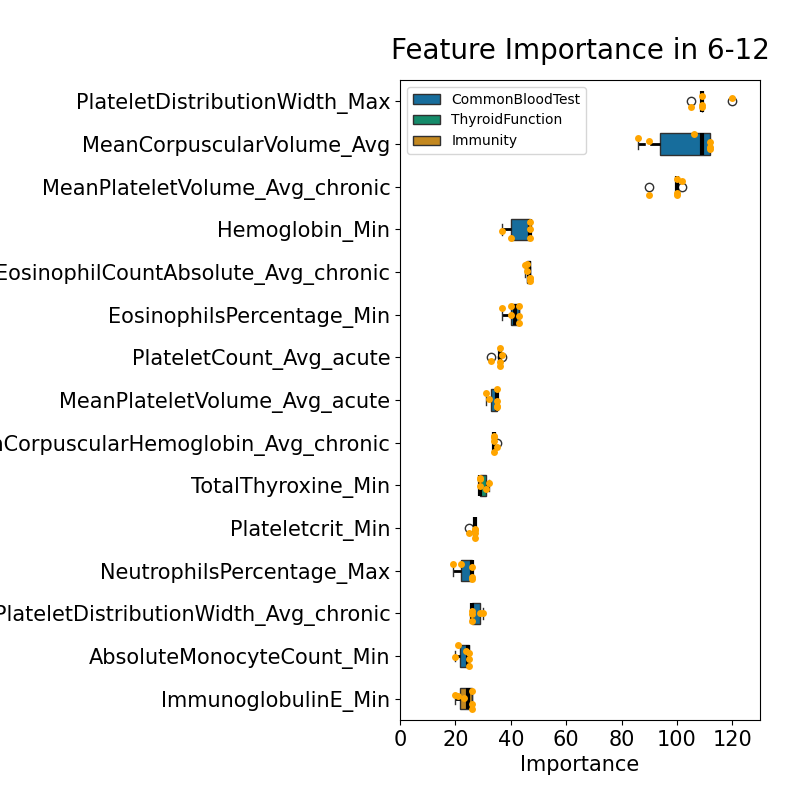 Feature Importance in 6-12
CommonBloodTest
ThyroidFunction
Immunity
PlateletDistributionWidth_Max
MeanCorpuscularVolume_Avg
MeanPlateletVolume_Avg_chronic
Hemoglobin_Min
EosinophilCountAbsolute_Avg_chronic
EosinophilsPercentage_Min
PlateletCount_Avg_acute
MeanPlateletVolume_Avg_acute
nCorpuscularHemoglobin_Avg_chronic
TotalThyroxine_Min
Plateletcrit_Min
NeutrophilsPercentage_Max
PlateletDistributionWidth_Avg_chronic
AbsoluteMonocyteCount_Min
ImmunoglobulinE_Min
0 20 40 60 80 100 120
Importance